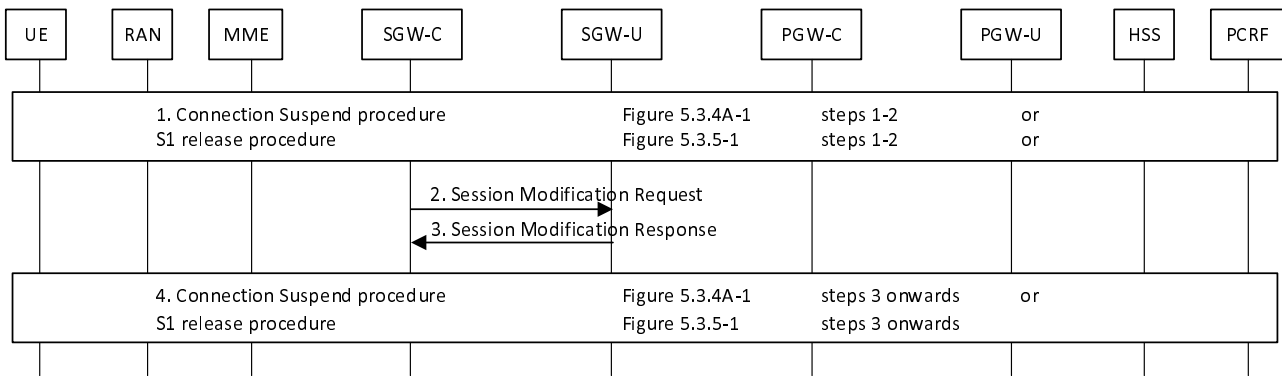 UE RAN MME SGW-C SGW-U PGW-C PGW-U HSS PCRF
1. Connection Suspend procedure Figure 5.3.4A-1 steps 1-2 or
S1 release procedure Figure 5.3.5-1 steps 1-2 or
2. Session Modification Request
3. Session Modification Response
4. Connection Suspend procedure Figure 5.3.4A-1 steps 3 onwards or
S1 release procedure Figure 5.3.5-1 steps 3 onwards